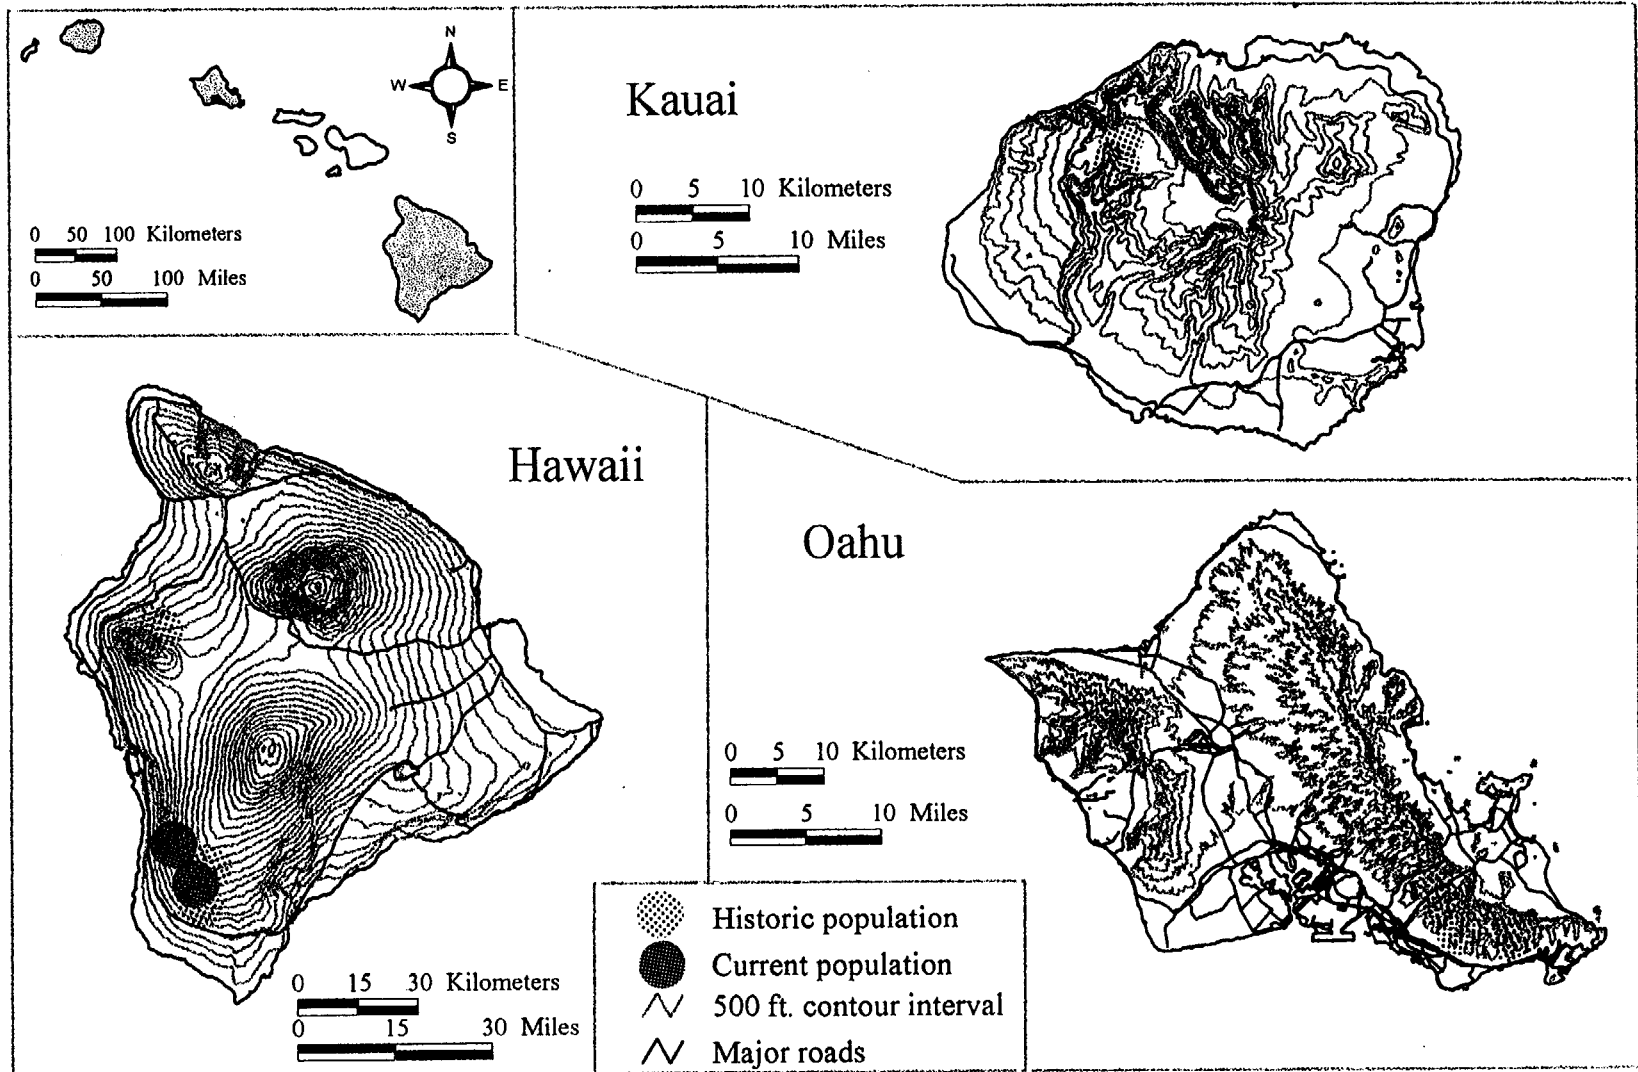 N
W E
S
0 50 100 Kilometers
0 50 100 Miles
Kauai
0 5 10 Kilometers
0 5 10 Miles
Hawaii
0 15 30 Kilometers
0 15 30 Miles
Oahu
0 5 10 Kilometers
0 5 10 Miles
Historic population
Current population
500 ft. contour interval
Major roads